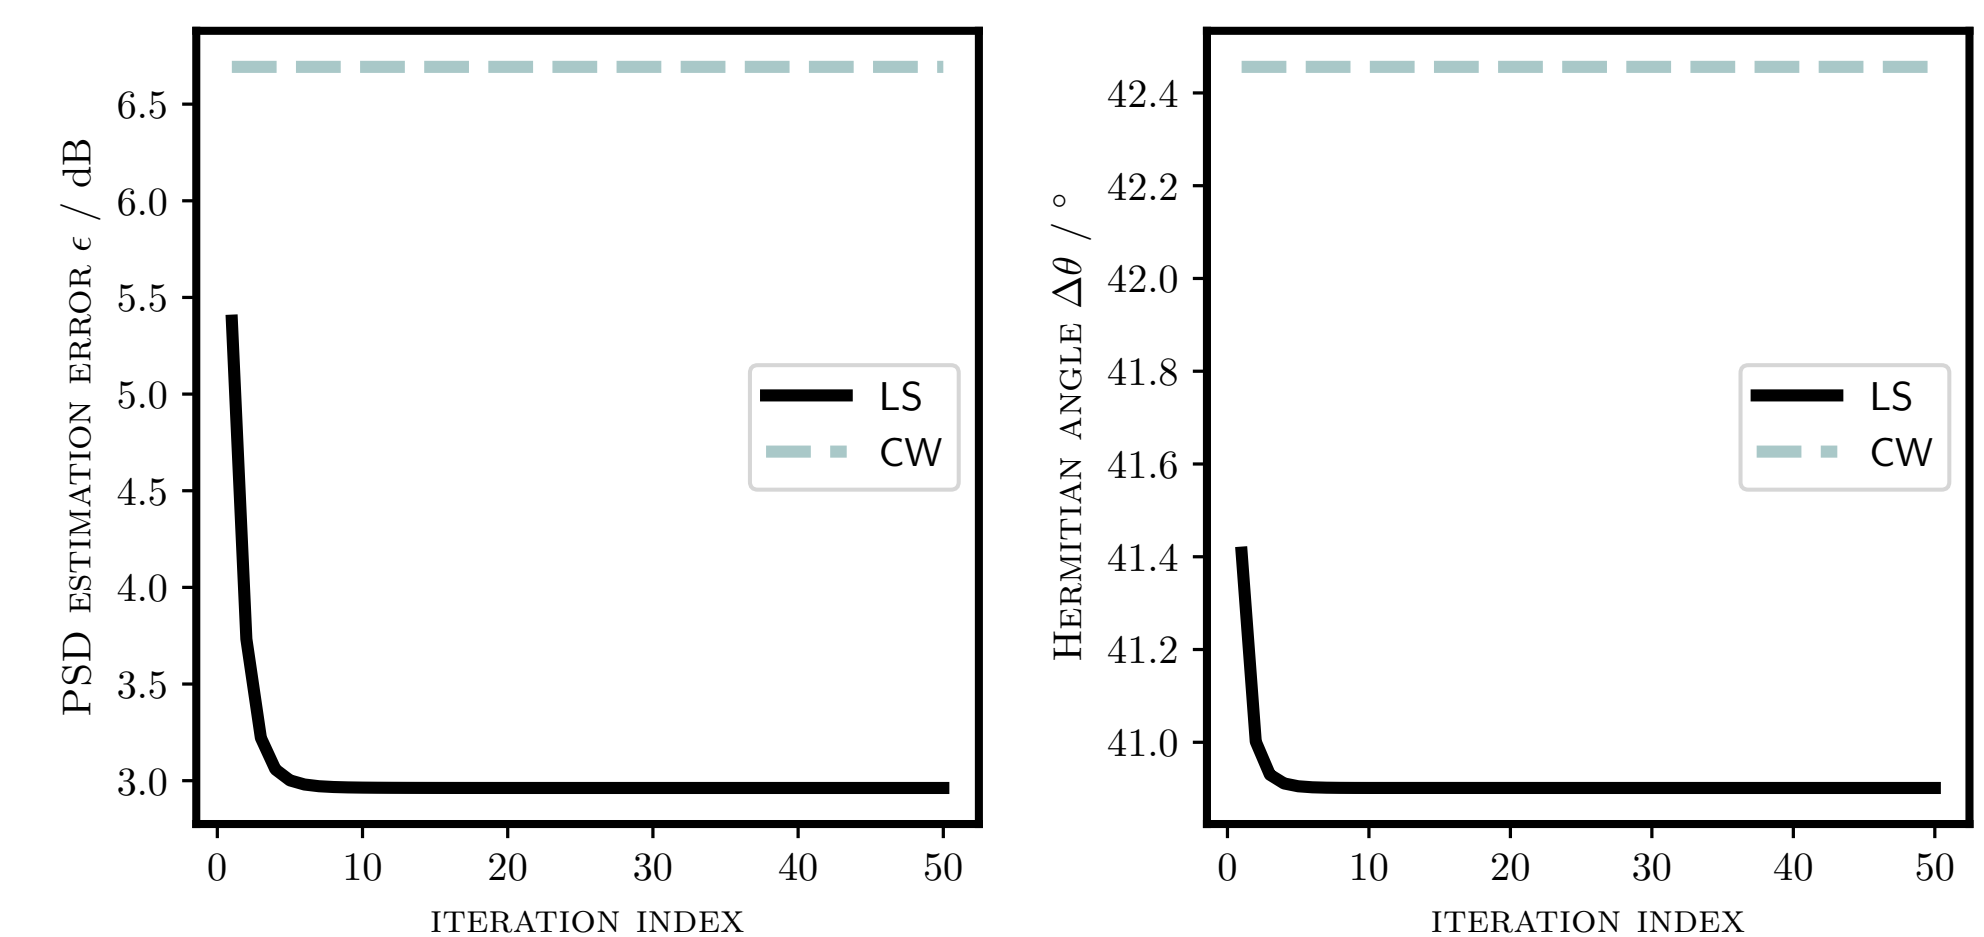 PSD ESTIMATION ERROR ϵ / dB
6.5
6.0
5.5
5.0
4.5
4.0
3.5
3.0
0 10 20 30 40 50
ITERATION INDEX
LS
CW
HERMITIAN ANGLE Δθ / °
42.4
42.2
42.0
41.8
41.6
41.4
41.2
41.0
0 10 20 30 40 50
ITERATION INDEX
LS
CW